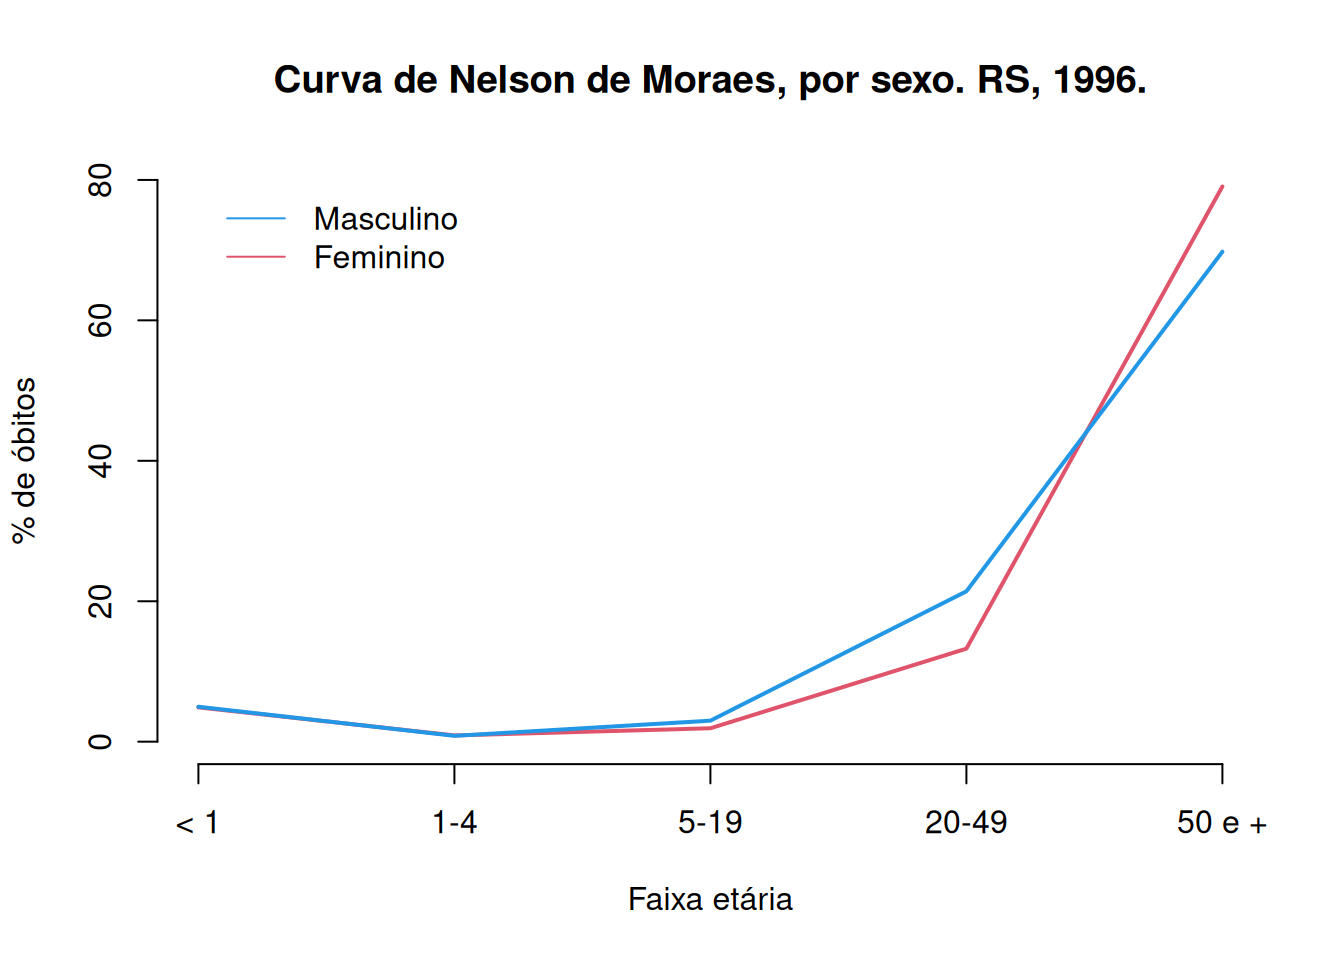 Curva de Nelson de Moraes, por sexo. RS, 1996.
80
60
40
20
0
% de óbitos
Masculino
Feminino
< 1
1-4
5-19
20-49
50 e +
Faixa etária